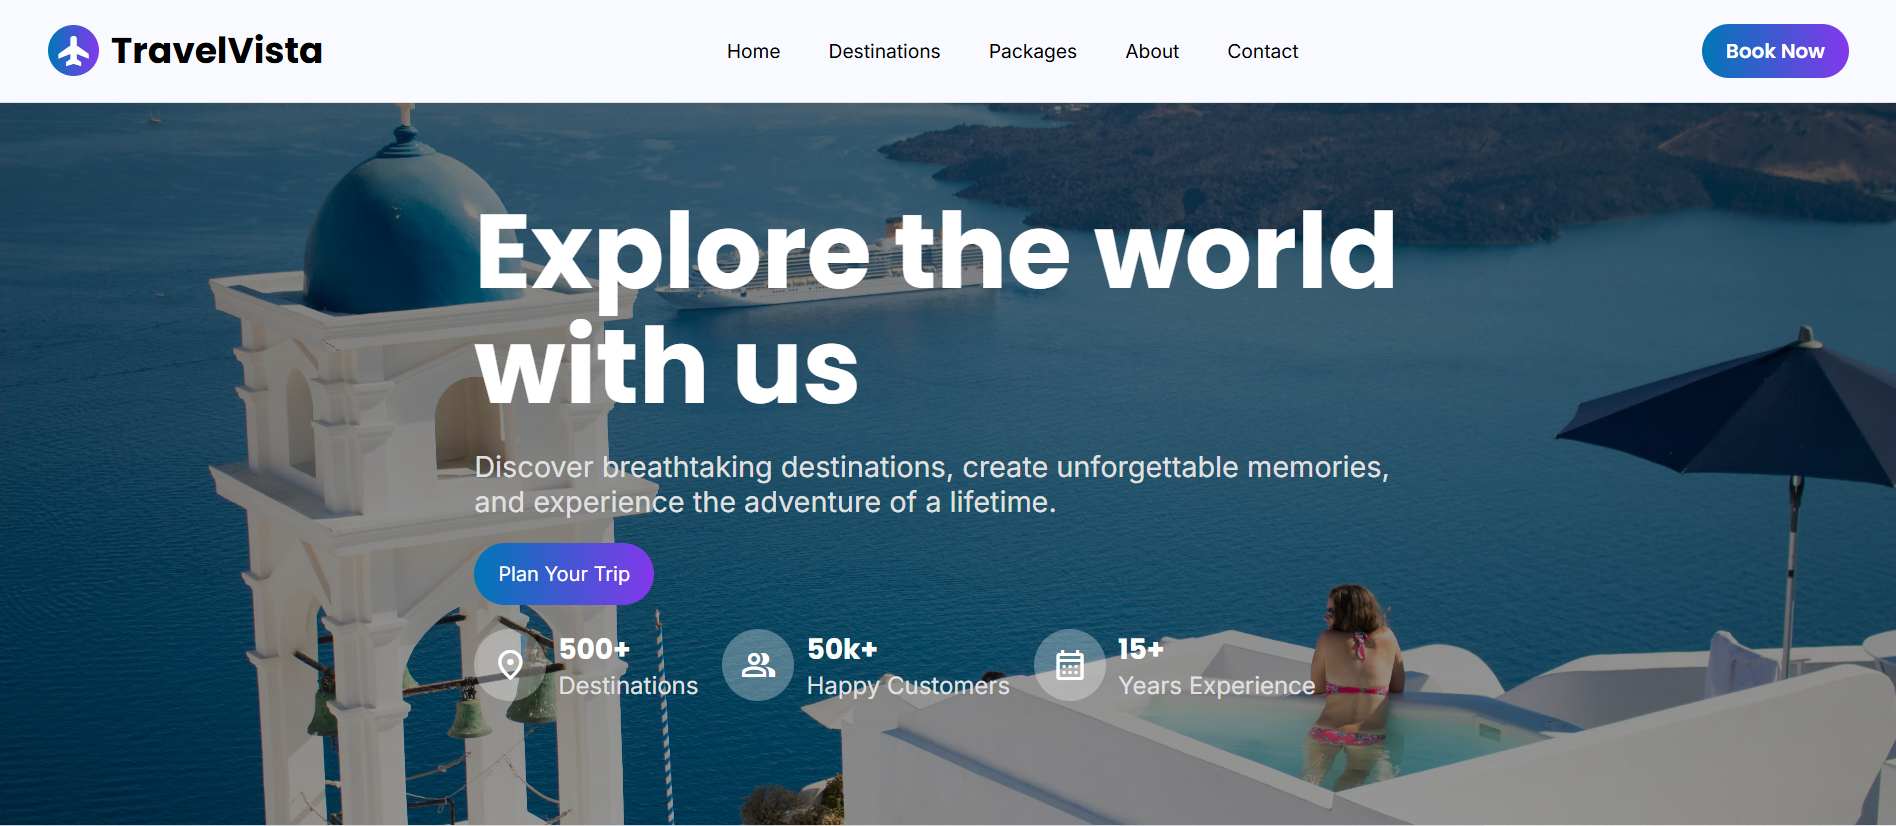 TravelVista
Home
Destinations
Packages
About
Contact
Book Now
Explore the world
with us
Discover breathtaking destinations, create unforgettable memories,
and experience the adventure of a lifetime.
Plan Your Trip
500+
Destinations
50k+
Happy Customers
15+
Years Experience